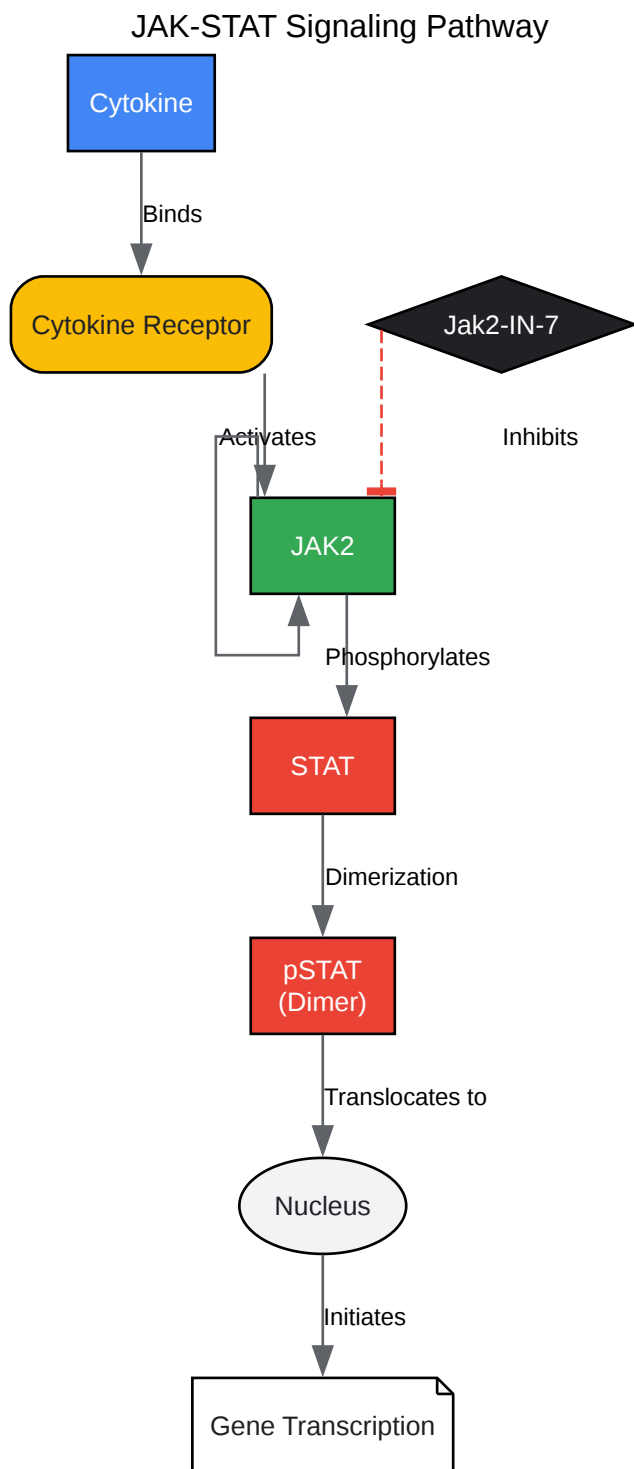 JAK-STAT Signaling Pathway
Cytokine
Binds
Cytokine Receptor
Jak2-IN-7
Activates
Inhibits
JAK2
Phosphorylates
STAT
Dimerization
pSTAT
(Dimer)
Translocates to
Nucleus
Initiates
Gene Transcription